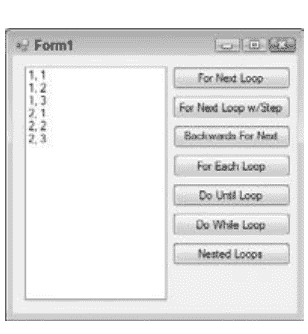 Form1
1, 1
1, 2
1, 3
2, 1
2, 2
2, 3
For Next Loop
For Next Loop w/Step
Backwards For Next
For Each Loop
Do Until Loop
Do While Loop
Nested Loops